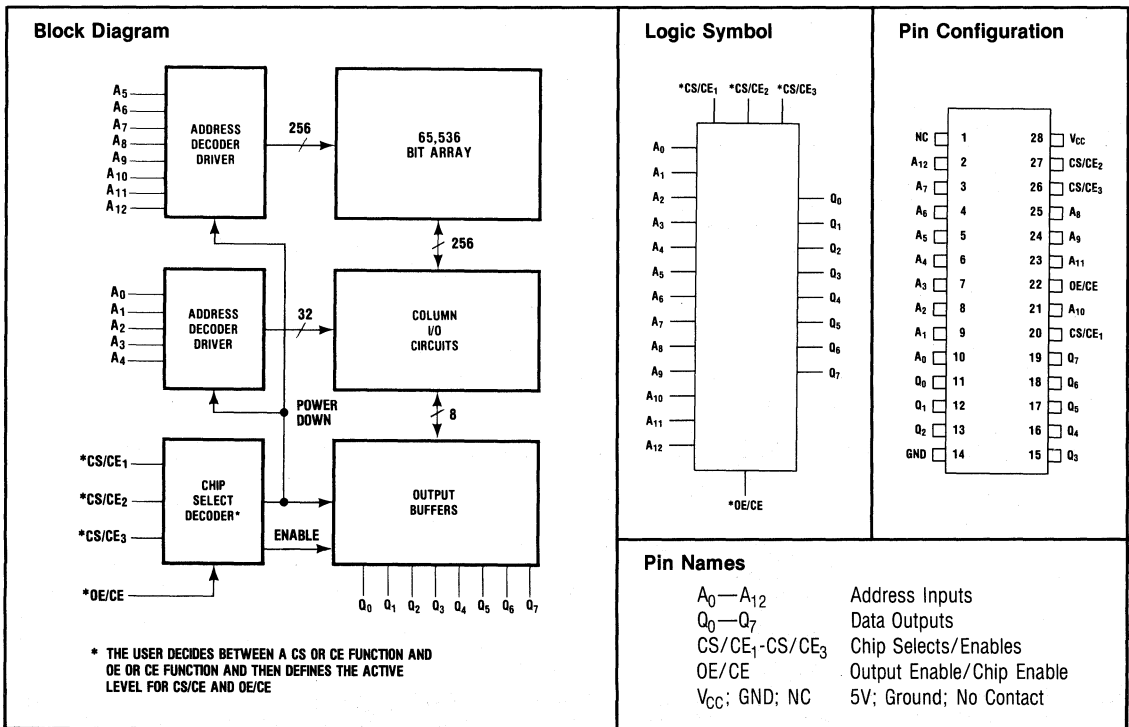 Block Diagram
A5
A6
A7
A8
A9
A10
A11
A12
ADDRESS
DECODER
DRIVER
256
65,536
BIT ARRAY
256
A0
A1
A2
A3
A4
ADDRESS
DECODER
DRIVER
32
COLUMN
I/O
CIRCUITS
POWER
DOWN
8
*CS/CE1
*CS/CE2
*CS/CE3
CHIP
SELECT
DECODER*
ENABLE
OUTPUT
BUFFERS
*OE/CE
Q0 Q1 Q2 Q3 Q4 Q5 Q6 Q7
* THE USER DECIDES BETWEEN A CS OR CE FUNCTION AND
OE OR CE FUNCTION AND THEN DEFINES THE ACTIVE
LEVEL FOR CS/CE AND OE/CE
Logic Symbol
*CS/CE1 *CS/CE2 *CS/CE3
A0
A1
A2
A3
A4
A5
A6
A7
A8
A9
A10
A11
A12
Q0
Q1
Q2
Q3
Q4
Q5
Q6
Q7
*OE/CE
Pin Configuration
NC 1 28 VCC
A12 2 27 CS/CE2
A7 3 26 CS/CE3
A6 4 25 A8
A5 5 24 A9
A4 6 23 A11
A3 7 22 OE/CE
A2 8 21 A10
A1 9 20 CS/CE1
A0 10 19 Q7
Q0 11 18 Q6
Q1 12 17 Q5
Q2 13 16 Q4
GND 14 15 Q3
Pin Names
A0—A12 Address Inputs
Q0—Q7 Data Outputs
CS/CE1-CS/CE3 Chip Selects/Enables
OE/CE Output Enable/Chip Enable
VCC; GND; NC 5V; Ground; No Contact